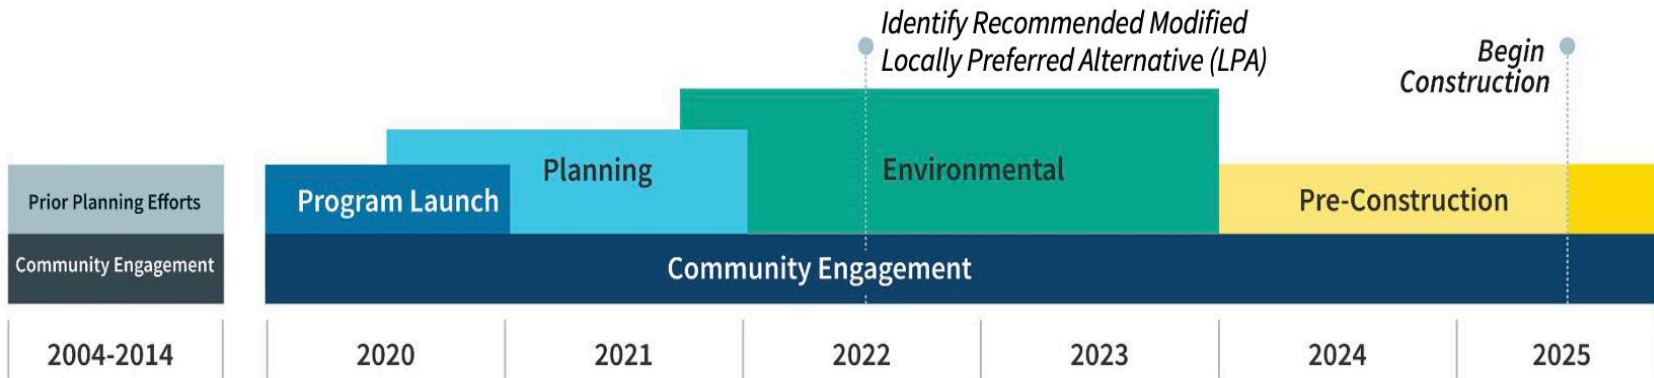 Identify Recommended Modified
Locally Preferred Alternative (LPA)
Begin
Construction
Planning
Environmental
Prior Planning Efforts
Program Launch
Pre-Construction
Community Engagement
Community Engagement
2004-2014
2020
2021
2022
2023
2024
2025